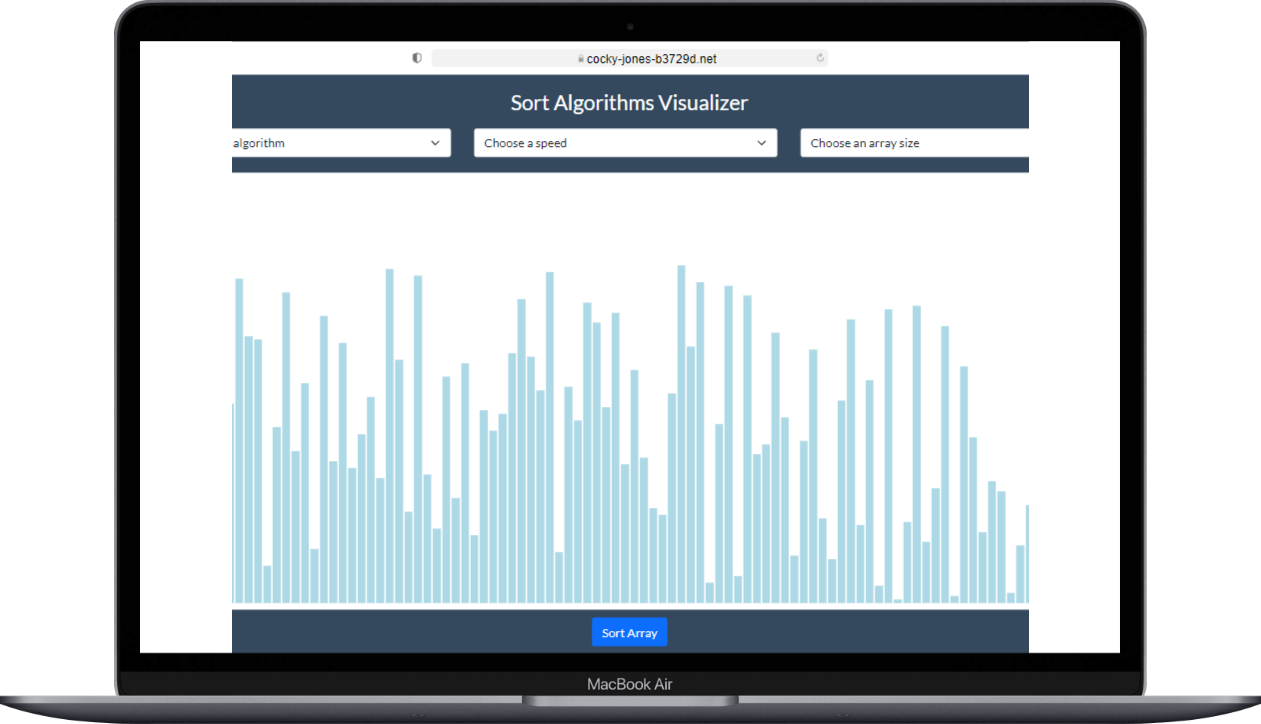 cocky-jones-b3729d.net
Sort Algorithms Visualizer
algorithm
Choose a speed
Choose an array size
Sort Array
MacBook Air